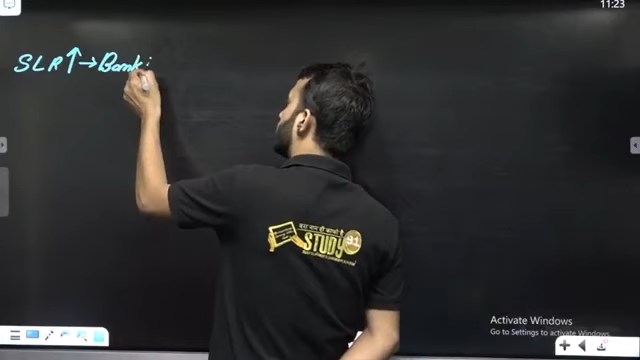 11:23
SLR↑→Bank
STUDY
91
Activate Windows
Go to Settings to activate Windows.